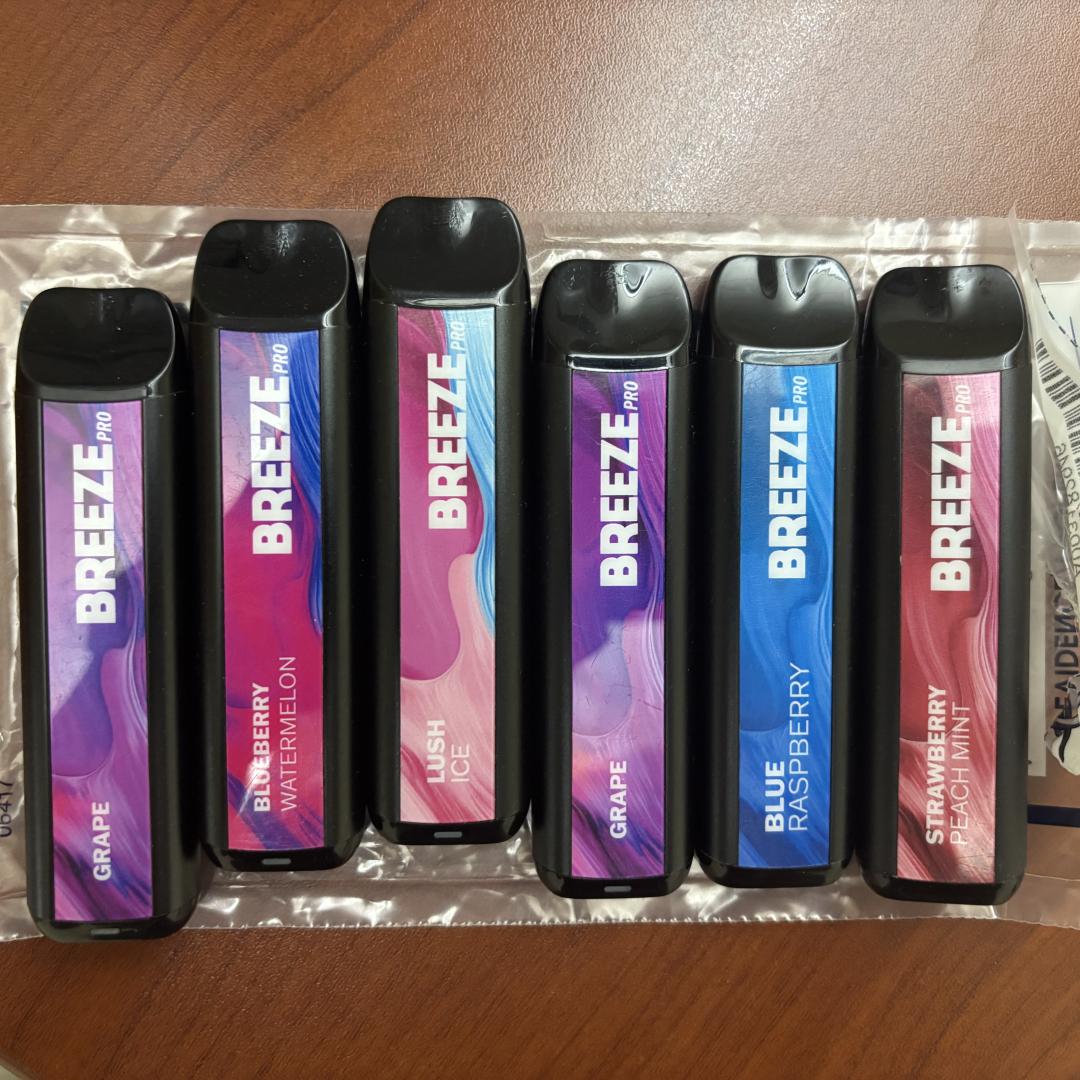 BREEZE PRO
GRAPE
BREEZE PRO
BLUEBERRY
WATERMELON
BREEZE PRO
LUSH
ICE
BREEZE PRO
GRAPE
BREEZE PRO
BLUE
RASPBERRY
BREEZE PRO
STRAWBERRY
PEACH MINT